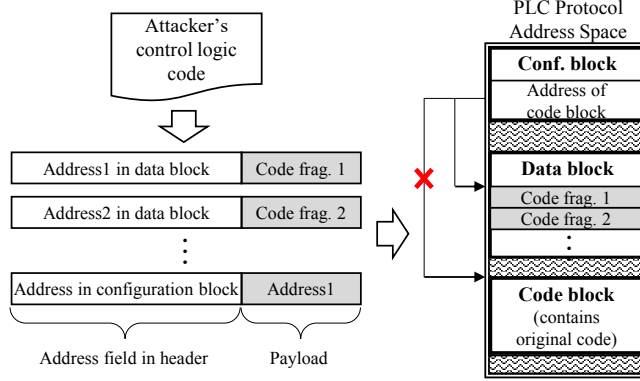 Attacker's
control logic
code
Address1 in data block
Code frag. 1
Address2 in data block
Code frag. 2
⋮
Address in configuration block
Address1
Address field in header
Payload
PLC Protocol
Address Space
Conf. block
Address of
code block
Data block
Code frag. 1
Code frag. 2
⋮
Code block
(contains
original code)